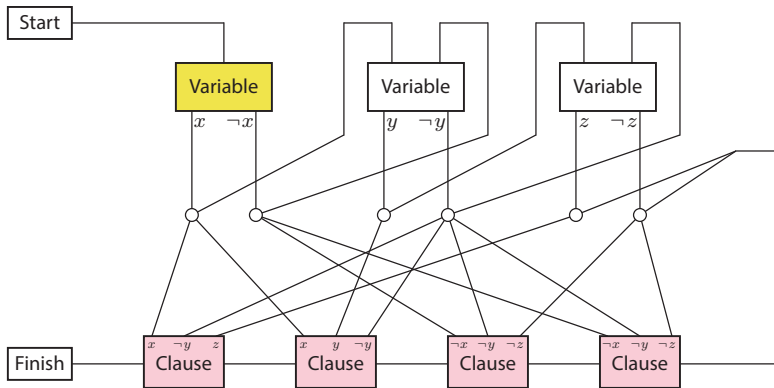 Start
Variable Variable Variable
x ¬x y ¬y z ¬z
x ¬y z x y ¬y ¬x ¬y ¬z ¬x ¬y ¬z
Finish Clause Clause Clause Clause